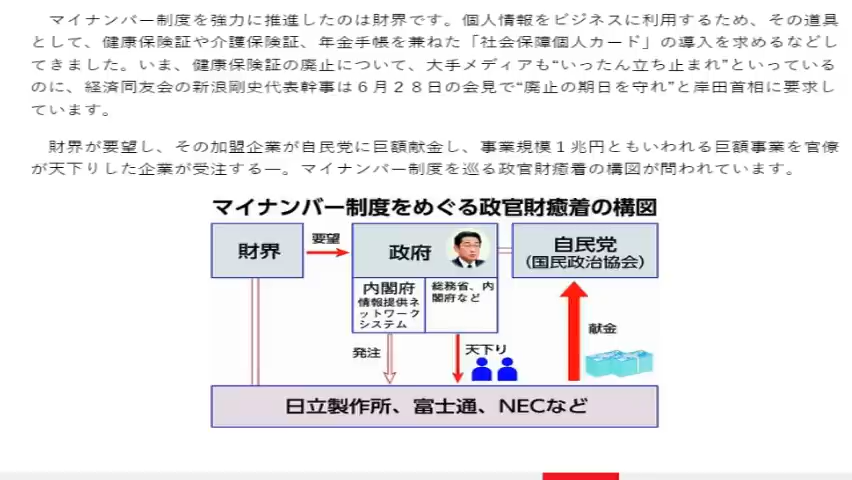 マイナンバー制度を強力に推進したのは財界です。個人情報をビジネスに利用するため、その道具
として、健康保険証や介護保険証、年金手帳を兼ねた「社会保障個人カード」の導入を求めるなどし
てきました。いま、健康保険証の廃止について、大手メディアも“いったん立ち止まれ”といっている
のに、経済同友会の新浪剛史代表幹事は６月２８日の会見で“廃止の期日を守れ”と岸田首相に要求し
ています。
財界が要望し、その加盟企業が自民党に巨額献金し、事業規模１兆円ともいわれる巨額事業を官僚
が天下りした企業が受注する―。マイナンバー制度を巡る政官財癒着の構図が問われています。
マイナンバー制度をめぐる政官財癒着の構図
財界
要望
政府
自民党
(国民政治協会)
内閣府
情報提供ネ
ットワーク
システム
総務省、内
閣府など
発注
天下り
献金
日立製作所、富士通、NECなど